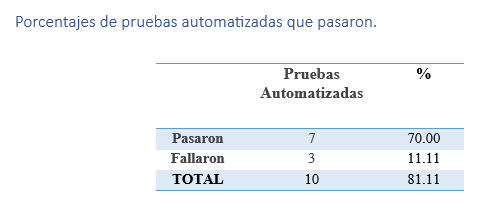 Porcentajes de pruebas automatizadas que pasaron.
Pruebas Automatizadas %
Pasaron 7 70.00
Fallaron 3 11.11
TOTAL 10 81.11